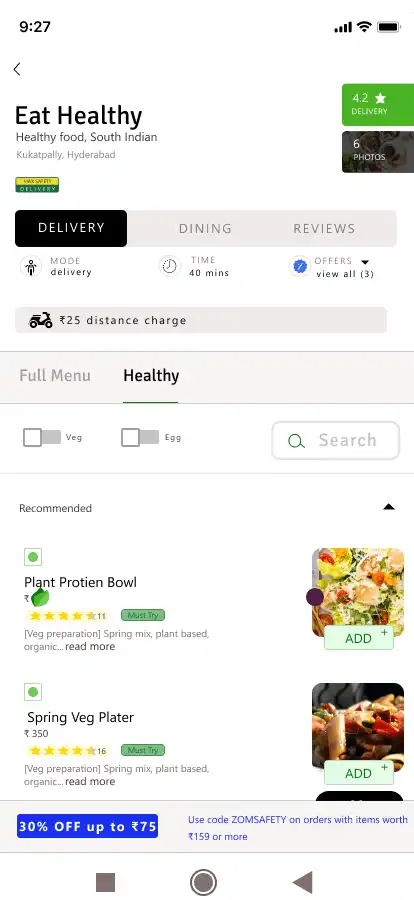 9:27
Eat Healthy
Healthy food, South Indian
Kukatpally, Hyderabad
4.2
DELIVERY
6
PHOTOS
MAX SAFETY
DELIVERY
DELIVERY DINING REVIEWS
MODE
delivery
TIME
40 mins
OFFERS
view all (3)
₹25 distance charge
Full Menu Healthy
Veg Egg Search
Recommended
Plant Protien Bowl
₹
11 Must Try
[Veg preparation] Spring mix, plant based,
organic... read more
ADD +
Spring Veg Plater
₹ 350
16 Must Try
[Veg preparation] Spring mix, plant based,
organic... read more
ADD +
30% OFF up to ₹75
Use code ZOMSAFETY on orders with items worth
₹159 or more